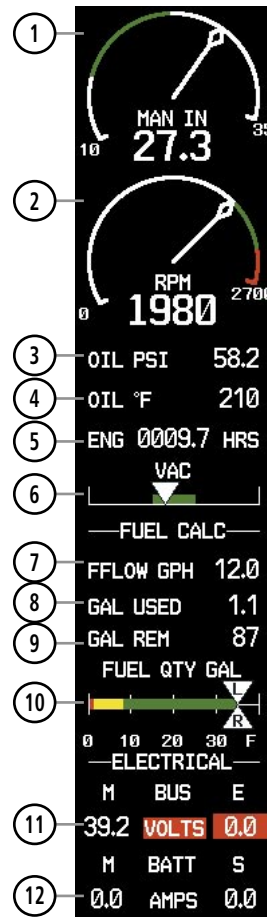 1
MAN IN
10
35
27.3
2
RPM
0
2700
1980
3 OIL PSI 58.2
4 OIL °F 210
5 ENG 0009.7 HRS
VAC
6
FUEL CALC
7 FFLOW GPH 12.0
8 GAL USED 1.1
9 GAL REM 87
FUEL QTY GAL
10
L
R
0 10 20 30 F
ELECTRICAL
M BUS E
11 39.2 VOLTS 0.0
M BATT S
12 0.0 AMPS 0.0